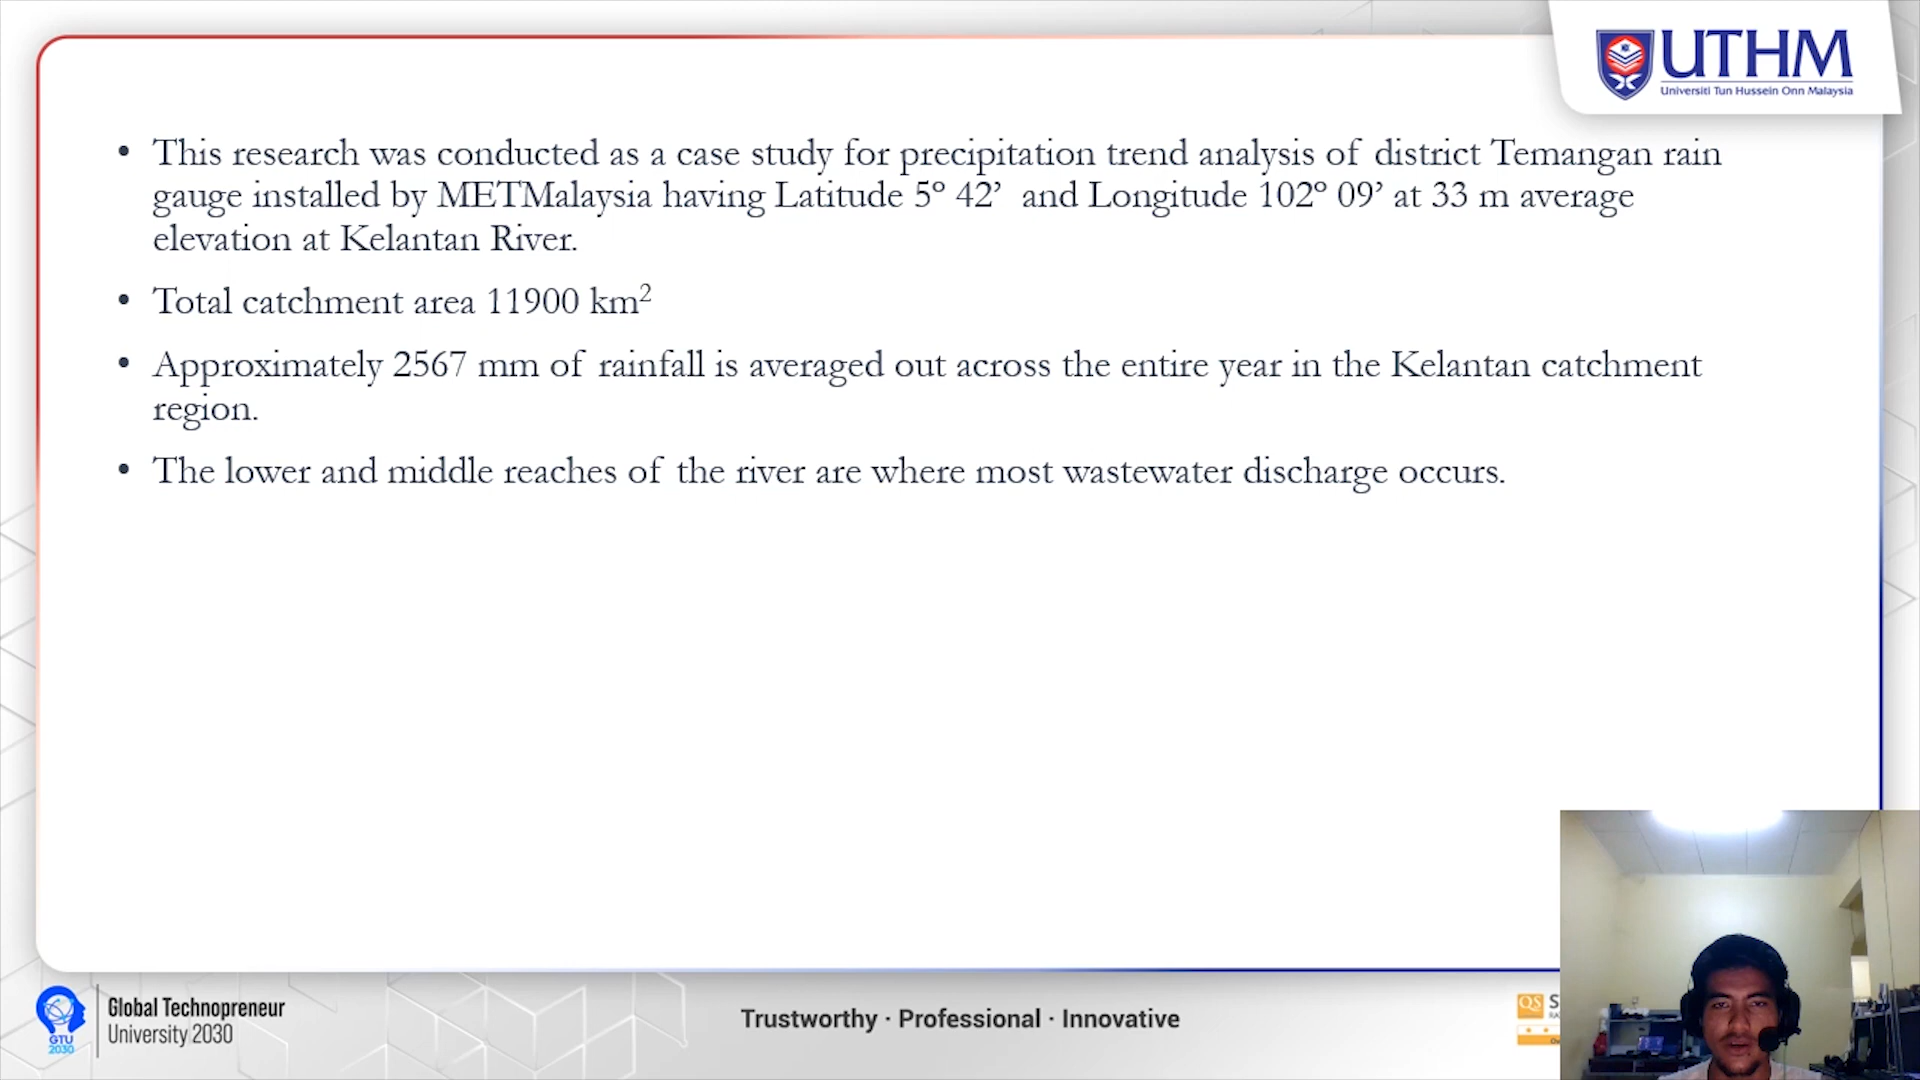 UTHM
Universiti Tun Hussein Onn Malaysia
• This research was conducted as a case study for precipitation trend analysis of district Temangan rain
gauge installed by METMalaysia having Latitude 5º 42’ and Longitude 102º 09’ at 33 m average
elevation at Kelantan River.
• Total catchment area 11900 km²
• Approximately 2567 mm of rainfall is averaged out across the entire year in the Kelantan catchment
region.
• The lower and middle reaches of the river are where most wastewater discharge occurs.
GTU
2030
Global Technopreneur
University 2030
Trustworthy · Professional · Innovative
QS